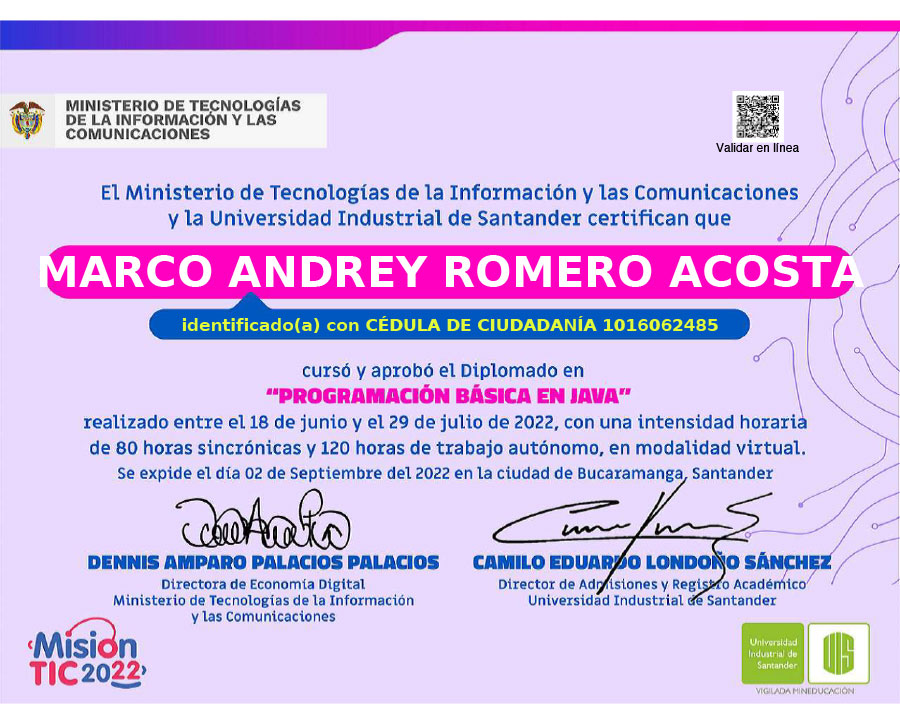 MINISTERIO DE TECNOLOGÍAS
DE LA INFORMACIÓN Y LAS
COMUNICACIONES
Validar en línea
El Ministerio de Tecnologías de la Información y las Comunicaciones
y la Universidad Industrial de Santander certifican que
MARCO ANDREY ROMERO ACOSTA
identificado(a) con CÉDULA DE CIUDADANÍA 1016062485
cursó y aprobó el Diplomado en
“PROGRAMACIÓN BÁSICA EN JAVA”
realizado entre el 18 de junio y el 29 de julio de 2022, con una intensidad horaria
de 80 horas sincrónicas y 120 horas de trabajo autónomo, en modalidad virtual.
Se expide el día 02 de Septiembre del 2022 en la ciudad de Bucaramanga, Santander
DENNIS AMPARO PALACIOS PALACIOS
Directora de Economía Digital
Ministerio de Tecnologías de la Información
y las Comunicaciones
CAMILO EDUARDO LONDOÑO SÁNCHEZ
Director de Admisiones y Registro Académico
Universidad Industrial de Santander
Misión
TIC2022
Universidad
Industrial de
Santander
UIS
VIGILADA MINEDUCACIÓN